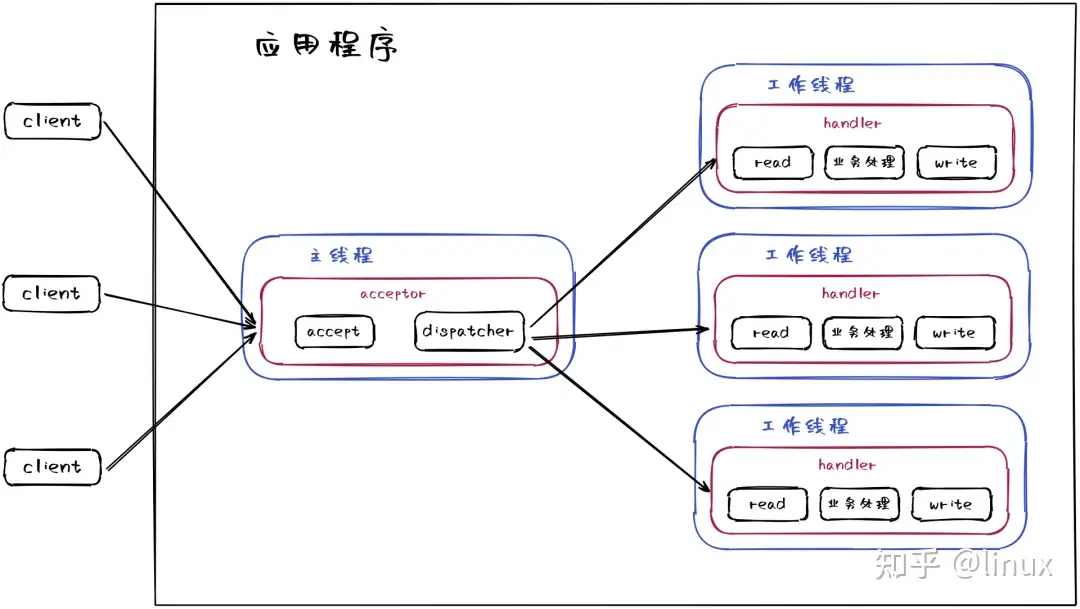 应用程序
client
client
client
主线程
acceptor
accept
dispatcher
工作线程
handler
read
业务处理
write
工作线程
handler
read
业务处理
write
工作线程
handler
read
业务处理
write
知乎 @linux